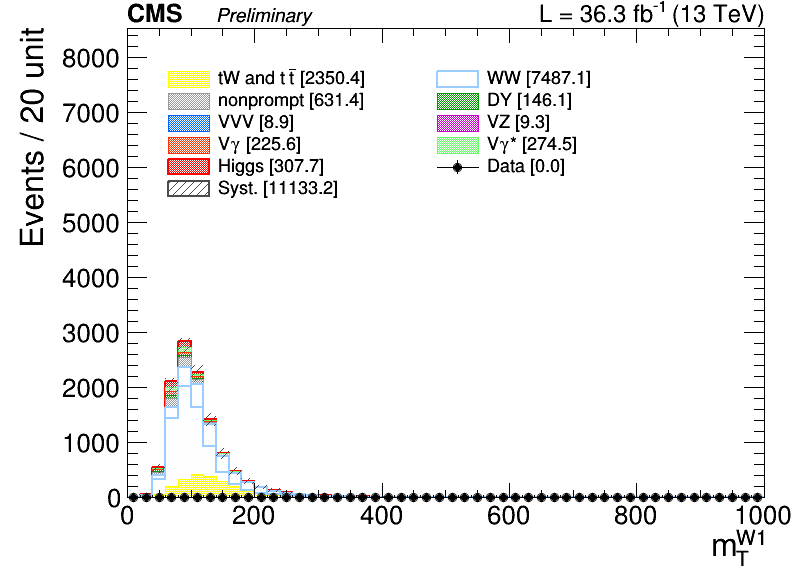 CMS Preliminary L = 36.3 fb⁻¹ (13 TeV)
Events / 20 unit
8000
7000
6000
5000
4000
3000
2000
1000
0
tW and tt̄ [2350.4]
nonprompt [631.4]
VVV [8.9]
Vγ [225.6]
Higgs [307.7]
Syst. [11133.2]
WW [7487.1]
DY [146.1]
VZ [9.3]
Vγ* [274.5]
Data [0.0]
0 200 400 600 800 1000
m_T^W1